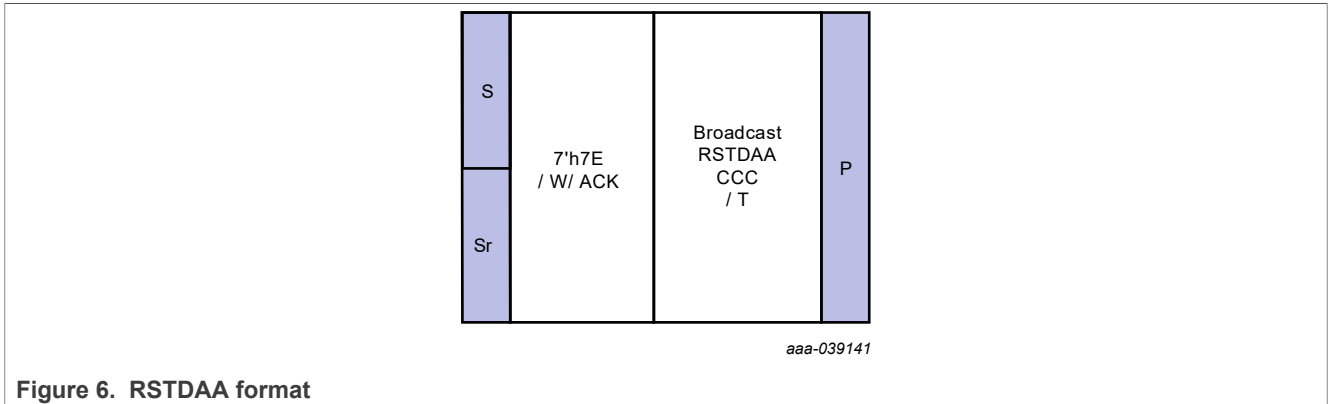 S
Sr
7'h7E
/ W/ ACK
Broadcast
RSTDAA
CCC
/ T
P
aaa-039141
Figure 6. RSTDAA format